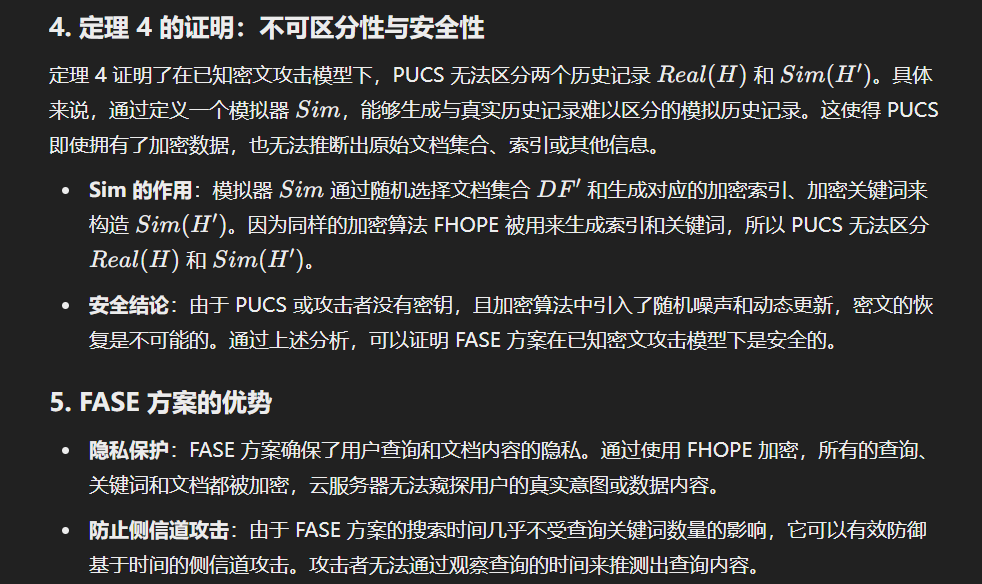 4. 定理 4 的证明：不可区分性与安全性
定理 4 证明了在已知密文攻击模型下，PUCS 无法区分两个历史记录 Real(H) 和 Sim(H′)。具体
来说，通过定义一个模拟器 Sim，能够生成与真实历史记录难以区分的模拟历史记录。这使得 PUCS
即使拥有了加密数据，也无法推断出原始文档集合、索引或其他信息。
• Sim 的作用：模拟器 Sim 通过随机选择文档集合 DF′ 和生成对应的加密索引、加密关键词来
构造 Sim(H′)。因为同样的加密算法 FHOPE 被用来生成索引和关键词，所以 PUCS 无法区分
Real(H) 和 Sim(H′)。
• 安全结论：由于 PUCS 或攻击者没有密钥，且加密算法中引入了随机噪声和动态更新，密文的恢
复是不可能的。通过上述分析，可以证明 FASE 方案在已知密文攻击模型下是安全的。
5. FASE 方案的优势
• 隐私保护：FASE 方案确保了用户查询和文档内容的隐私。通过使用 FHOPE 加密，所有的查询、
关键词和文档都被加密，云服务器无法窥探用户的真实意图或数据内容。
• 防止侧信道攻击：由于 FASE 方案的搜索时间几乎不受查询关键词数量的影响，它可以有效防御
基于时间的侧信道攻击。攻击者无法通过观察查询的时间来推测出查询内容。